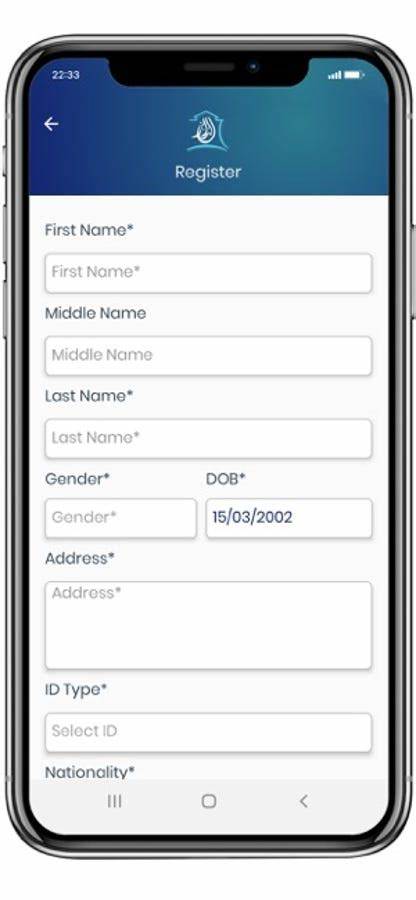 22:33
Register
First Name*
First Name*
Middle Name
Middle Name
Last Name*
Last Name*
Gender* DOB*
Gender* 15/03/2002
Address*
Address*
ID Type*
Select ID
Nationality*